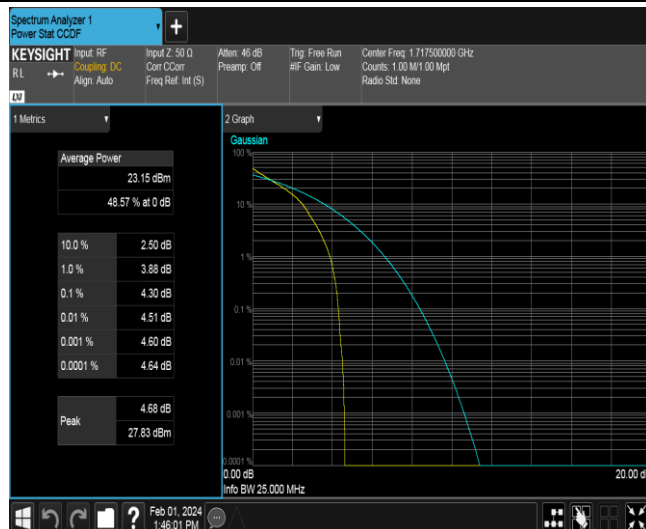 Spectrum Analyzer 1
Power Stat CCDF
+
KEYSIGHT
RL
LXI
Input: RF
Coupling: DC
Align: Auto
Input Z: 50 Ω
Corr CCorr
Freq Ref: Int (S)
Atten: 46 dB
Preamp: Off
Trig: Free Run
#IF Gain: Low
Center Freq: 1.717500000 GHz
Counts: 1.00 M/1.00 Mpt
Radio Std: None
1 Metrics
Average Power
23.15 dBm
48.57 % at 0 dB
10.0 % 2.50 dB
1.0 % 3.88 dB
0.1 % 4.30 dB
0.01 % 4.51 dB
0.001 % 4.60 dB
0.0001 % 4.64 dB
Peak
4.68 dB
27.83 dBm
2 Graph
Gaussian
100 %
10 %
1 %
0.1 %
0.01 %
0.001 %
0.0001 %
0.00 dB
20.00 d
Info BW 25.000 MHz
?
Feb 01, 2024
1:46:01 PM